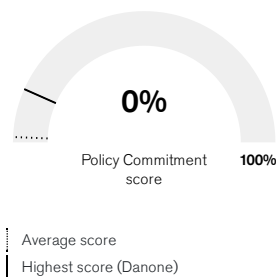 0%
Policy Commitment 100%
score
Average score
Highest score (Danone)